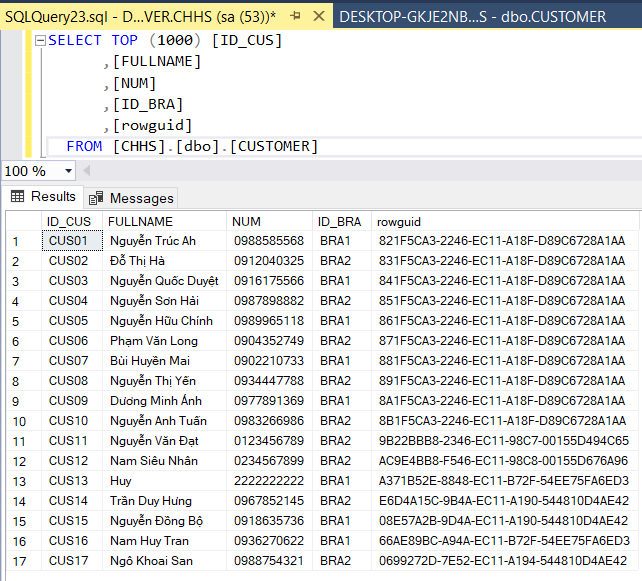 SQLQuery23.sql - D...VER.CHHS (sa (53))* DESKTOP-GKJE2NB...S - dbo.CUSTOMER
SELECT TOP (1000) [ID_CUS]
,[FULLNAME]
,[NUM]
,[ID_BRA]
,[rowguid]
FROM [CHHS].[dbo].[CUSTOMER]
100 %
Results Messages
ID_CUS FULLNAME NUM ID_BRA rowguid
1 CUS01 Nguyễn Trúc Ah 0988585568 BRA1 821F5CA3-2246-EC11-A18F-D89C6728A1AA
2 CUS02 Đỗ Thị Hà 0912040325 BRA2 831F5CA3-2246-EC11-A18F-D89C6728A1AA
3 CUS03 Nguyễn Quốc Duyệt 0916175566 BRA1 841F5CA3-2246-EC11-A18F-D89C6728A1AA
4 CUS04 Nguyễn Sơn Hải 0987898882 BRA2 851F5CA3-2246-EC11-A18F-D89C6728A1AA
5 CUS05 Nguyễn Hữu Chính 0989965118 BRA1 861F5CA3-2246-EC11-A18F-D89C6728A1AA
6 CUS06 Phạm Văn Long 0904352749 BRA2 871F5CA3-2246-EC11-A18F-D89C6728A1AA
7 CUS07 Bùi Huyền Mai 0902210733 BRA1 881F5CA3-2246-EC11-A18F-D89C6728A1AA
8 CUS08 Nguyễn Thị Yến 0934447788 BRA2 891F5CA3-2246-EC11-A18F-D89C6728A1AA
9 CUS09 Dương Minh Ánh 0977891369 BRA1 8A1F5CA3-2246-EC11-A18F-D89C6728A1AA
10 CUS10 Nguyễn Anh Tuấn 0983266986 BRA2 8B1F5CA3-2246-EC11-A18F-D89C6728A1AA
11 CUS11 Nguyễn Văn Đạt 0123456789 BRA2 9B22BBB8-2346-EC11-98C7-00155D494C65
12 CUS12 Nam Siêu Nhân 0234567899 BRA2 AC9E4BB8-F546-EC11-98C8-00155D676A96
13 CUS13 Huy 2222222222 BRA1 A371B52E-8848-EC11-B72F-54EE75FA6ED3
14 CUS14 Trần Duy Hưng 0967852145 BRA2 E6D4A15C-9B4A-EC11-A190-544810D4AE42
15 CUS15 Nguyễn Đồng Bộ 0918635736 BRA1 08E57A2B-9D4A-EC11-A190-544810D4AE42
16 CUS16 Nam Huy Tran 0936270622 BRA1 66AE89BC-A94A-EC11-B72F-54EE75FA6ED3
17 CUS17 Ngô Khoai San 0988754321 BRA2 0699272D-7E52-EC11-A194-544810D4AE42